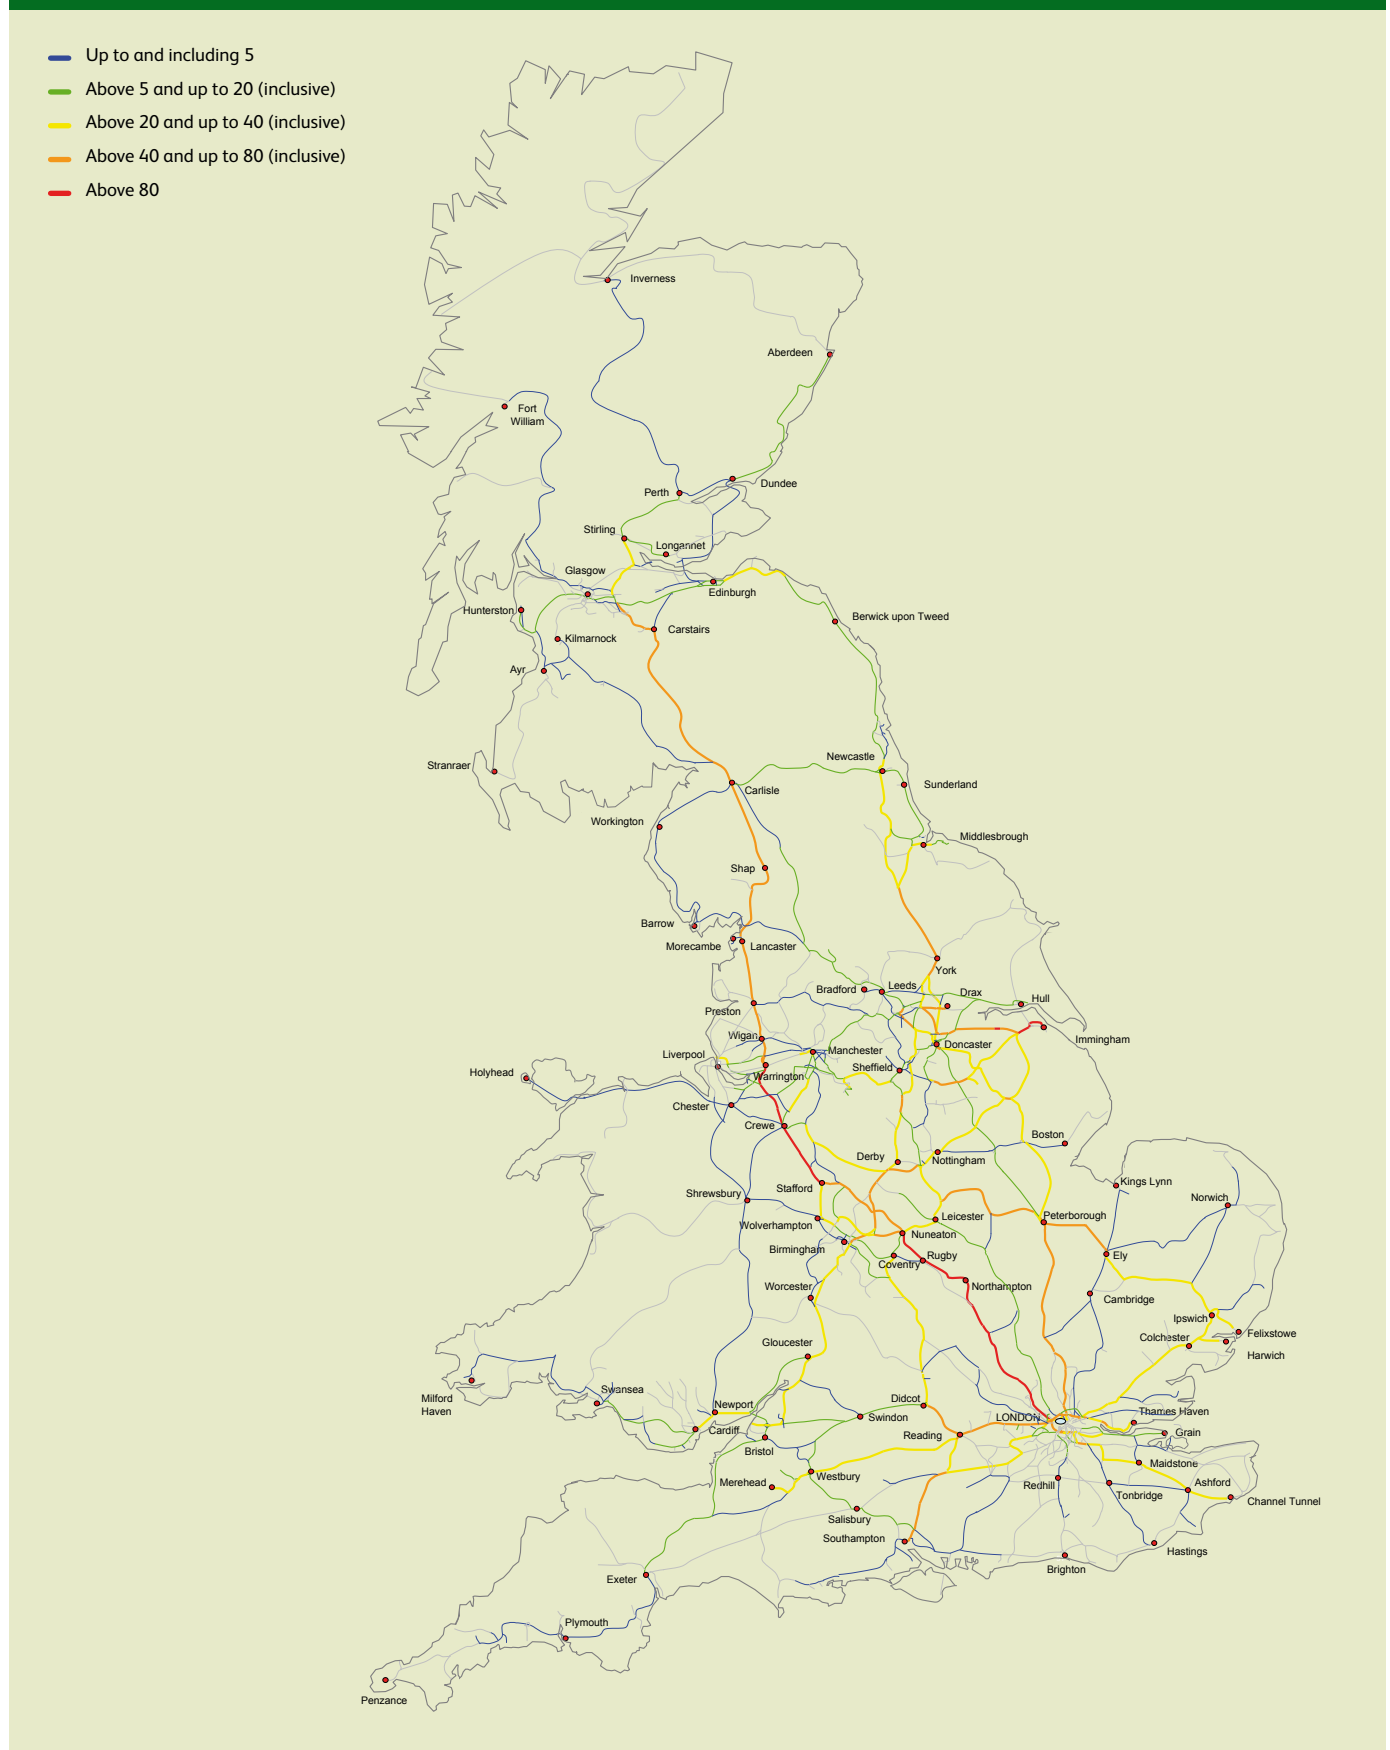 Up to and including 5
Above 5 and up to 20 (inclusive)
Above 20 and up to 40 (inclusive)
Above 40 and up to 80 (inclusive)
Above 80
Inverness
Aberdeen
Fort
William
Dundee
Perth
Stirling
Longannet
Glasgow
Edinburgh
Hunterston
Berwick upon Tweed
Carstairs
Kilmarnock
Ayr
Newcastle
Stranraer
Sunderland
Carlisle
Workington
Middlesbrough
Shap
Barrow
Morecambe
Lancaster
York
Bradford
Leeds
Drax
Hull
Preston
Wigan
Immingham
Doncaster
Liverpool
Manchester
Holyhead
Warrington
Sheffield
Chester
Crewe
Boston
Derby
Nottingham
Kings Lynn
Stafford
Shrewsbury
Norwich
Wolverhampton
Leicester
Peterborough
Nuneaton
Birmingham
Rugby
Ely
Coventry
Worcester
Northampton
Cambridge
Ipswich
Gloucester
Colchester
Felixstowe
Harwich
Swansea
Milford
Haven
Newport
Didcot
Thames Haven
Swindon
LONDON
Cardiff
Reading
Grain
Bristol
Maidstone
Merehead
Westbury
Redhill
Ashford
Tonbridge
Channel Tunnel
Salisbury
Southampton
Hastings
Brighton
Exeter
Plymouth
Penzance